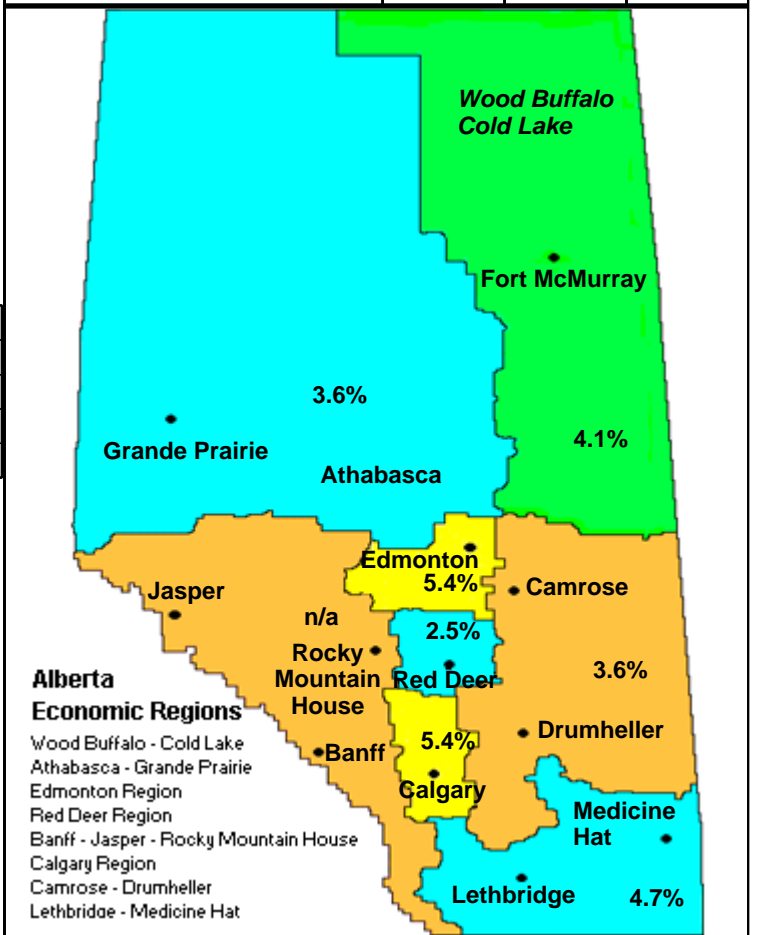 Wood Buffalo
Cold Lake
Fort McMurray
3.6%
4.1%
Grande Prairie
Athabasca
Edmonton
5.4%
Jasper
Camrose
n/a
2.5%
Rocky
Mountain
House
Red Deer
3.6%
Alberta
Economic Regions
Wood Buffalo - Cold Lake
Athabasca - Grande Prairie
Edmonton Region
Red Deer Region
Banff - Jasper - Rocky Mountain House
Calgary Region
Camrose - Drumheller
Lethbridge - Medicine Hat
Banff
5.4%
Calgary
Drumheller
Medicine
Hat
Lethbridge
4.7%